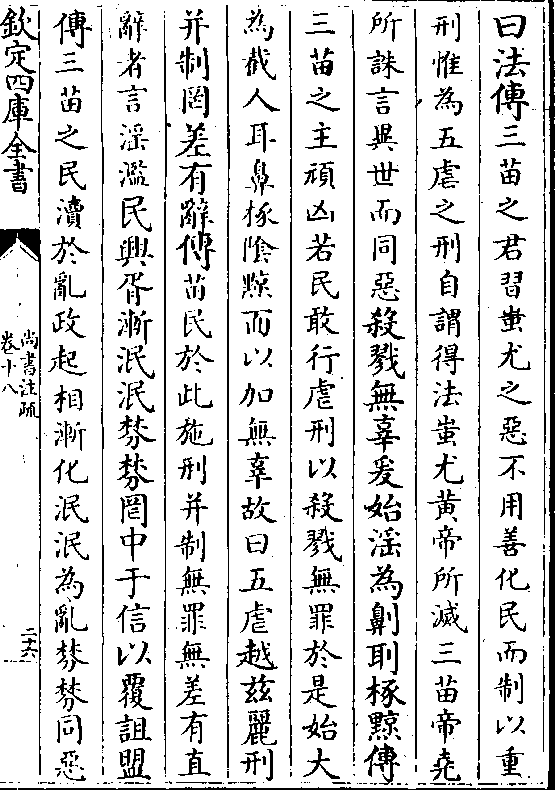 曰法傳三苗之君習蚩尤之惡不用善化民而制以重
刑惟為五虐之刑自謂得法蚩尤黃帝所滅三苗帝堯
所誅言異世而同惡殺戮無辜爰始淫為劓刵椓黥傳
三苗之主頑凶若民敢行虐刑以殺戮無罪於是始大
為截人耳鼻椓陰黥面以加無辜故曰五虐越茲麗刑
并制罔差有辭傳苗民於此施刑并制無罪無差有直
辭者言淫濫民興胥漸泯泯棼棼罔中于信以覆詛盟
傳三苗之民瀆於亂政起相漸化泯泯為亂棼棼同惡
欽定四庫全書
尚書注疏
卷十八
二十六